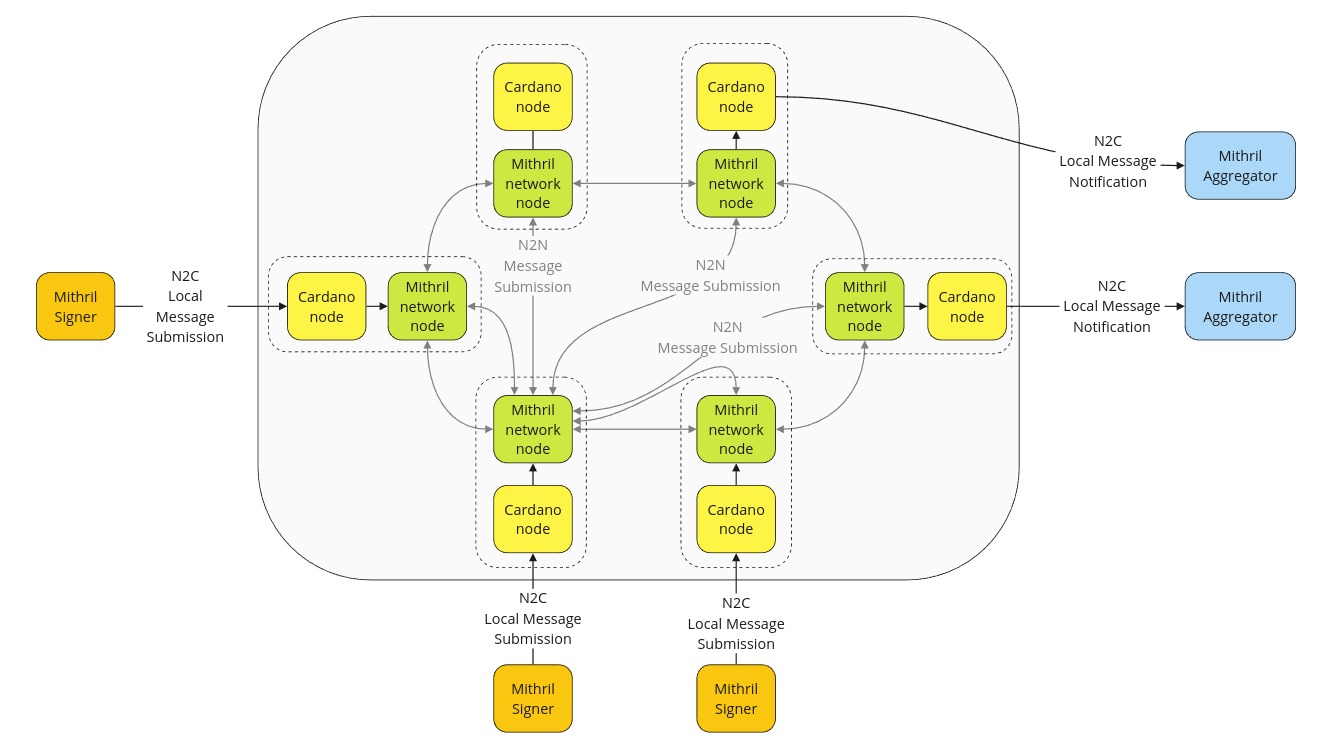 Cardano
node
Cardano
node
Mithril
network
node
Mithril
network
node
N2C
Local Message
Notification
Mithril
Aggregator
N2N
Message
Submission
N2N
Message Submission
Mithril
Signer
N2C
Local
Message
Submission
Cardano
node
Mithril
network
node
Mithril
network
node
Cardano
node
N2C
Local Message
Notification
Mithril
Aggregator
N2N
Message Submission
Mithril
network
node
Mithril
network
node
Cardano
node
Cardano
node
N2C
Local Message
Submission
N2C
Local Message
Submission
Mithril
Signer
Mithril
Signer